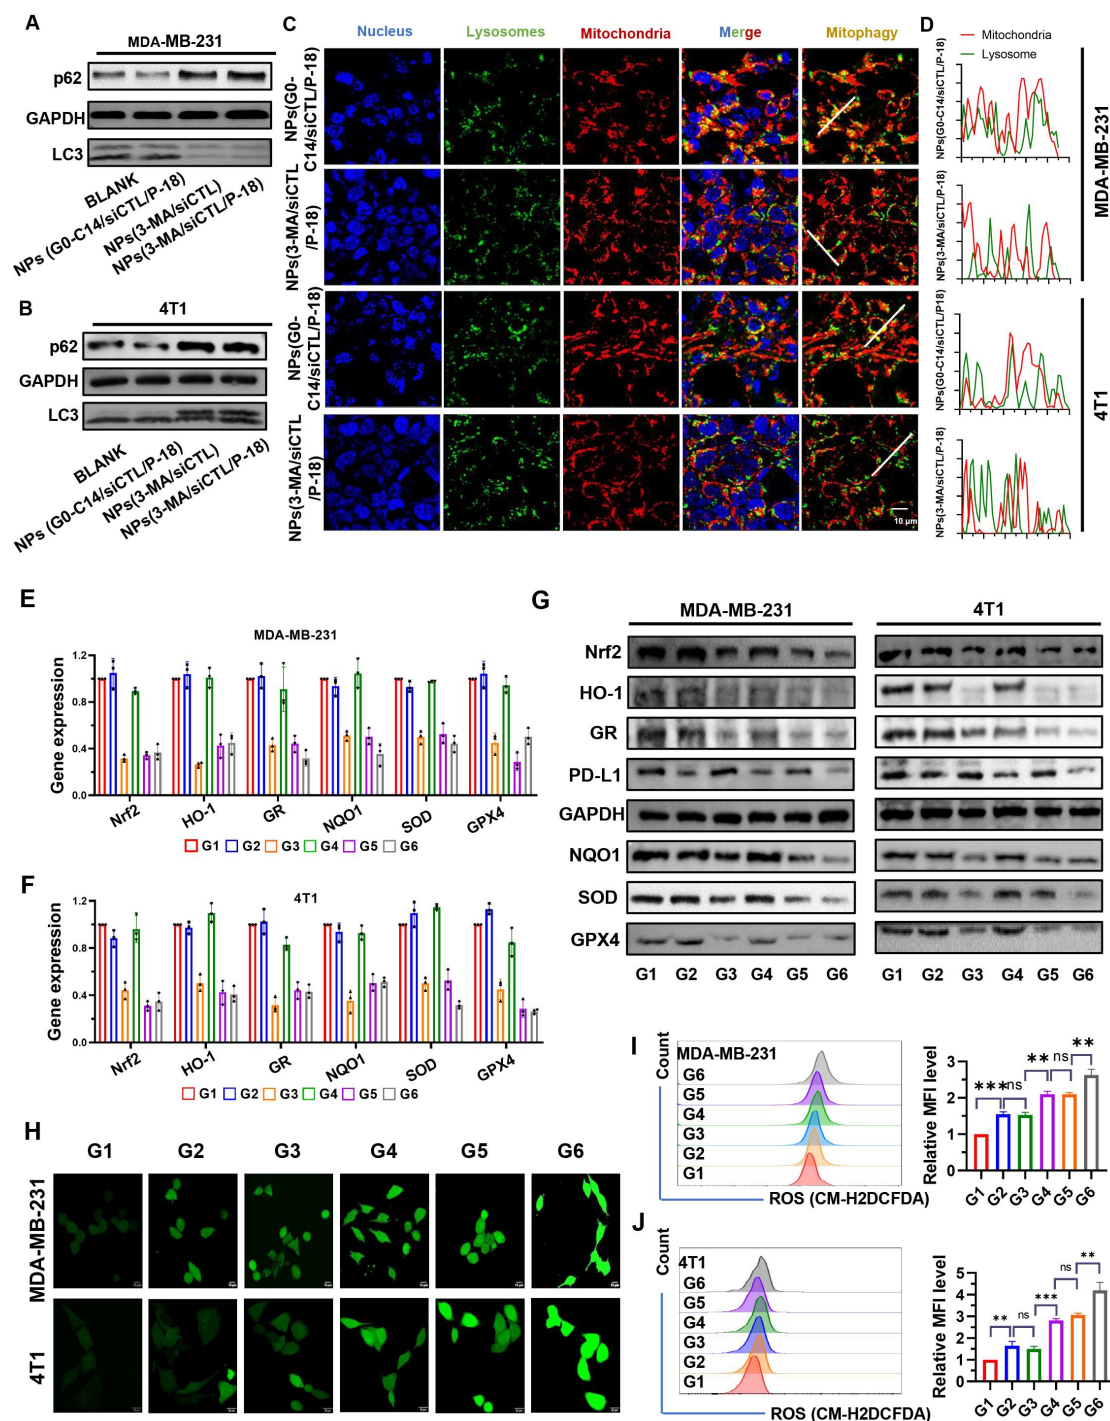 A
MDA-MB-231
p62
GAPDH
LC3
BLANK
NPs (G0-C14/siCTL/P-18)
NPs(3-MA/siCTL)
NPs(3-MA/siCTL/P-18)
B
4T1
p62
GAPDH
LC3
BLANK
NPs (G0-C14/siCTL/P-18)
NPs(3-MA/siCTL)
NPs(3-MA/siCTL/P-18)
C
Nucleus Lysosomes Mitochondria Merge Mitophagy
NPs(G0-
C14/siCTL/P-18)
NPs(3-MA/siCTL
/P-18)
NPs(G0-
C14/siCTL/P-18)
NPs(3-MA/siCTL
/P-18)
10 μm
D
Mitochondria
Lysosome
NPs(G0-C14/siCTL/P-18)
NPs(3-MA/siCTL/P-18)
NPs(G0-C14/siCTL/P18)
NPs(3-MA/siCTL/P-18)
MDA-MB-231
4T1
E
MDA-MB-231
Gene expression
1.2
0.8
0.4
0.0
Nrf2 HO-1 GR NQO1 SOD GPX4
G1 G2 G3 G4 G5 G6
F
4T1
Gene expression
1.2
0.8
0.4
0.0
Nrf2 HO-1 GR NQO1 SOD GPX4
G1 G2 G3 G4 G5 G6
G
MDA-MB-231 4T1
Nrf2
HO-1
GR
PD-L1
GAPDH
NQO1
SOD
GPX4
G1 G2 G3 G4 G5 G6 G1 G2 G3 G4 G5 G6
H
G1 G2 G3 G4 G5 G6
MDA-MB-231
4T1
I
Count
MDA-MB-231
G6
G5
G4
G3
G2
G1
ROS (CM-H2DCFDA)
Relative MFI level
3
2
1
0
*** ns ** ns **
G1 G2 G3 G4 G5 G6
J
Count
4T1
G6
G5
G4
G3
G2
G1
ROS (CM-H2DCFDA)
Relative MFI level
5
4
3
2
1
0
** ns *** ns **
G1 G2 G3 G4 G5 G6